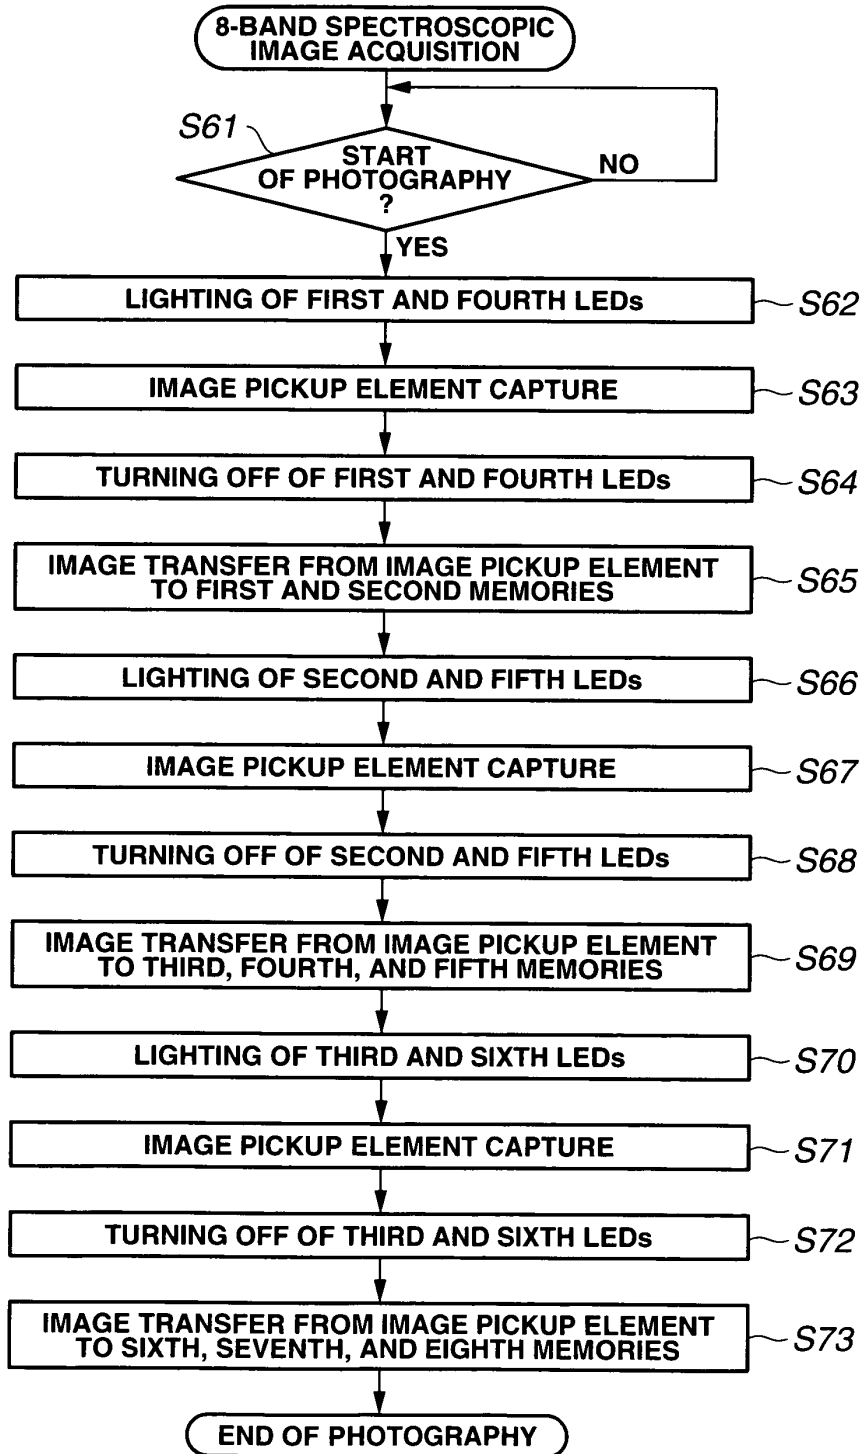 8-BAND SPECTROSCOPIC
IMAGE ACQUISITION
S61
START
OF PHOTOGRAPHY
?
NO
YES
LIGHTING OF FIRST AND FOURTH LEDs
S62
IMAGE PICKUP ELEMENT CAPTURE
S63
TURNING OFF OF FIRST AND FOURTH LEDs
S64
IMAGE TRANSFER FROM IMAGE PICKUP ELEMENT
TO FIRST AND SECOND MEMORIES
S65
LIGHTING OF SECOND AND FIFTH LEDs
S66
IMAGE PICKUP ELEMENT CAPTURE
S67
TURNING OFF OF SECOND AND FIFTH LEDs
S68
IMAGE TRANSFER FROM IMAGE PICKUP ELEMENT
TO THIRD, FOURTH, AND FIFTH MEMORIES
S69
LIGHTING OF THIRD AND SIXTH LEDs
S70
IMAGE PICKUP ELEMENT CAPTURE
S71
TURNING OFF OF THIRD AND SIXTH LEDs
S72
IMAGE TRANSFER FROM IMAGE PICKUP ELEMENT
TO SIXTH, SEVENTH, AND EIGHTH MEMORIES
S73
END OF PHOTOGRAPHY